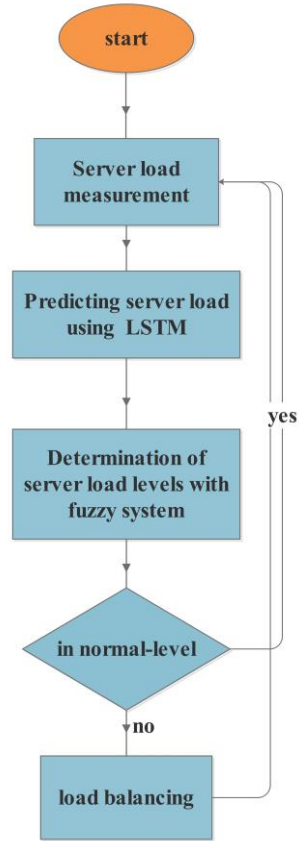 start
Server load
measurement
Predicting server load
using LSTM
Determination of
server load levels with
fuzzy system
yes
in normal-level
no
load balancing